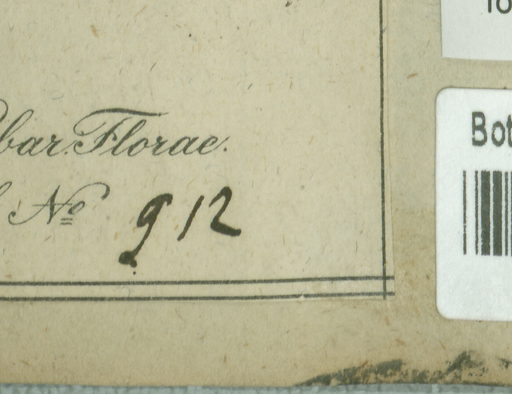 bar. Florae.
No 912
Bot